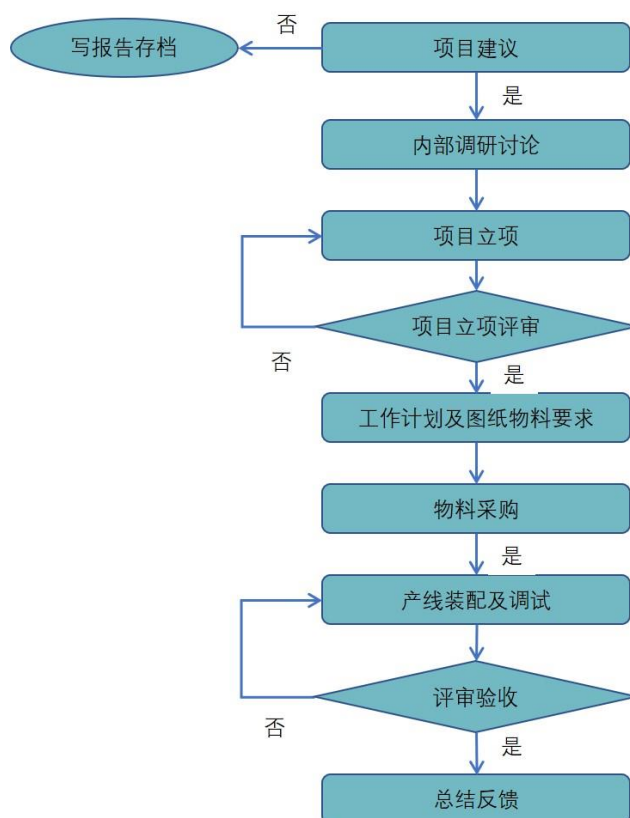 否
写报告存档
项目建议
是
内部调研讨论
项目立项
项目立项评审
否
是
工作计划及图纸物料要求
物料采购
是
产线装配及调试
评审验收
否
是
总结反馈